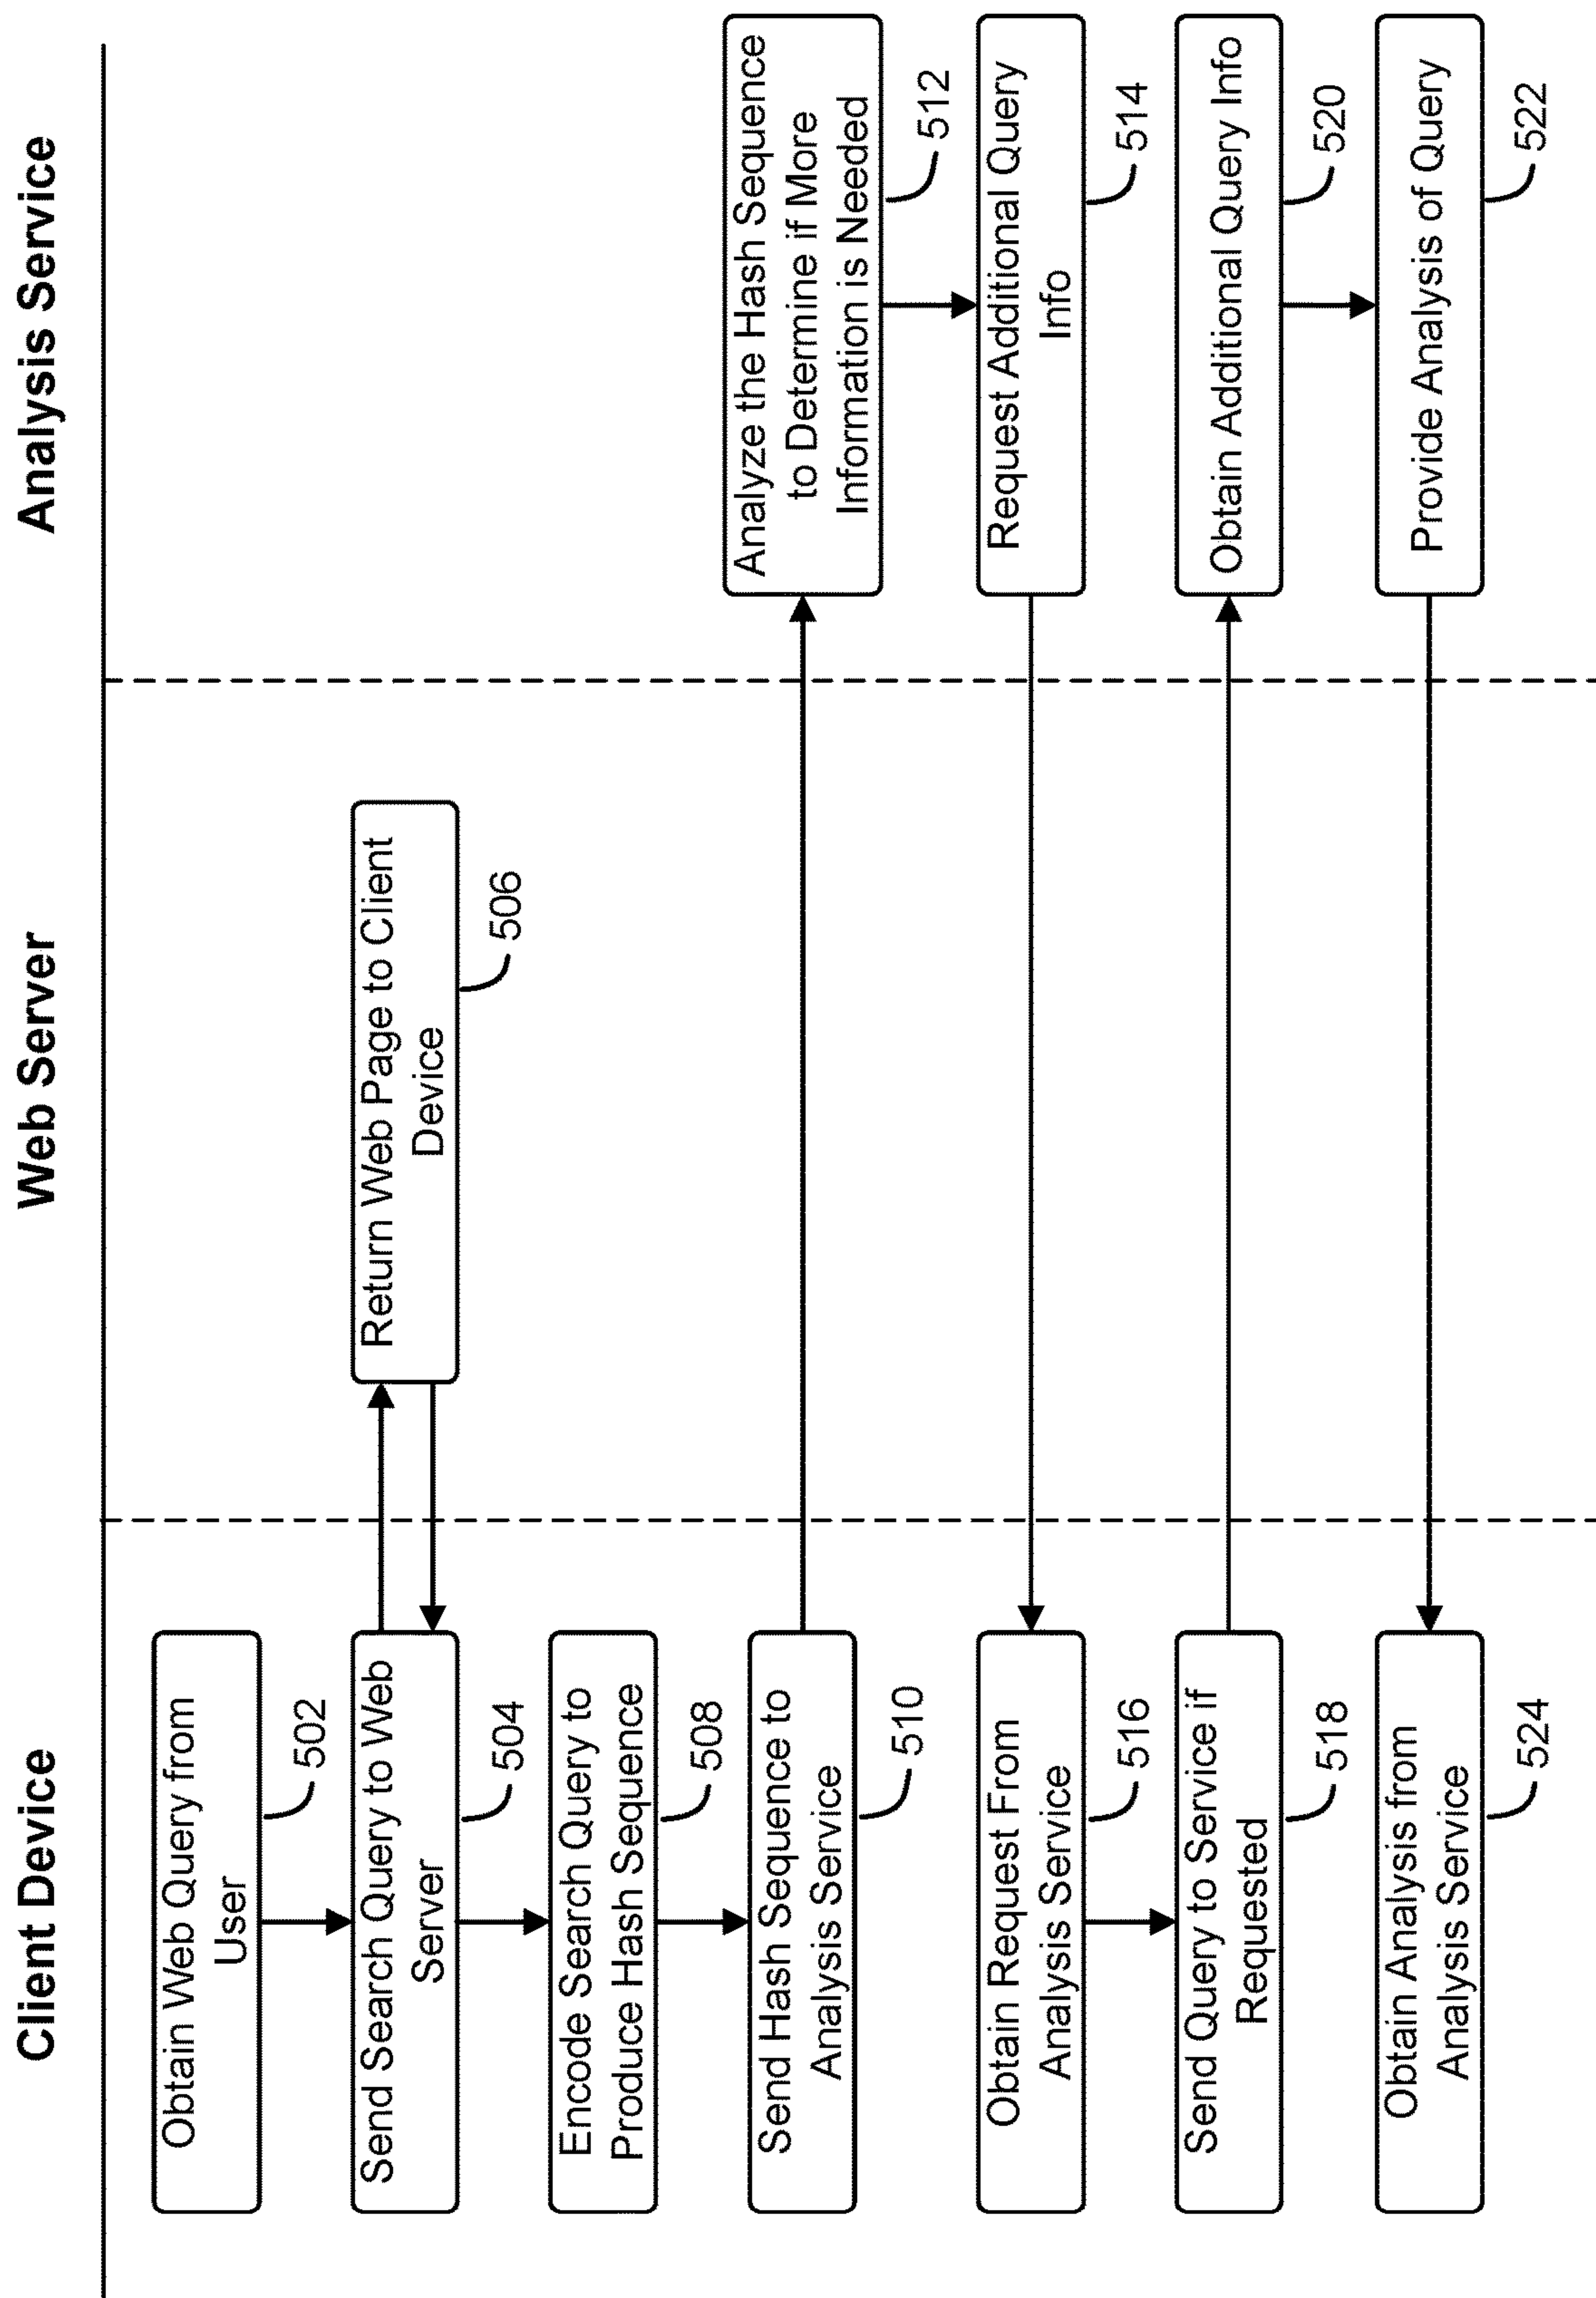 Client Device
Web Server
Analysis Service
Obtain Web Query from
User
502
Send Search Query to Web
Server
504
Return Web Page to Client
Device
506
Encode Search Query to
Produce Hash Sequence
508
Send Hash Sequence to
Analysis Service
510
Analyze the Hash Sequence
to Determine if More
Information is Needed
512
Request Additional Query
Info
514
Obtain Request From
Analysis Service
516
Send Query to Service if
Requested
518
Obtain Additional Query Info
520
Provide Analysis of Query
522
Obtain Analysis from
Analysis Service
524